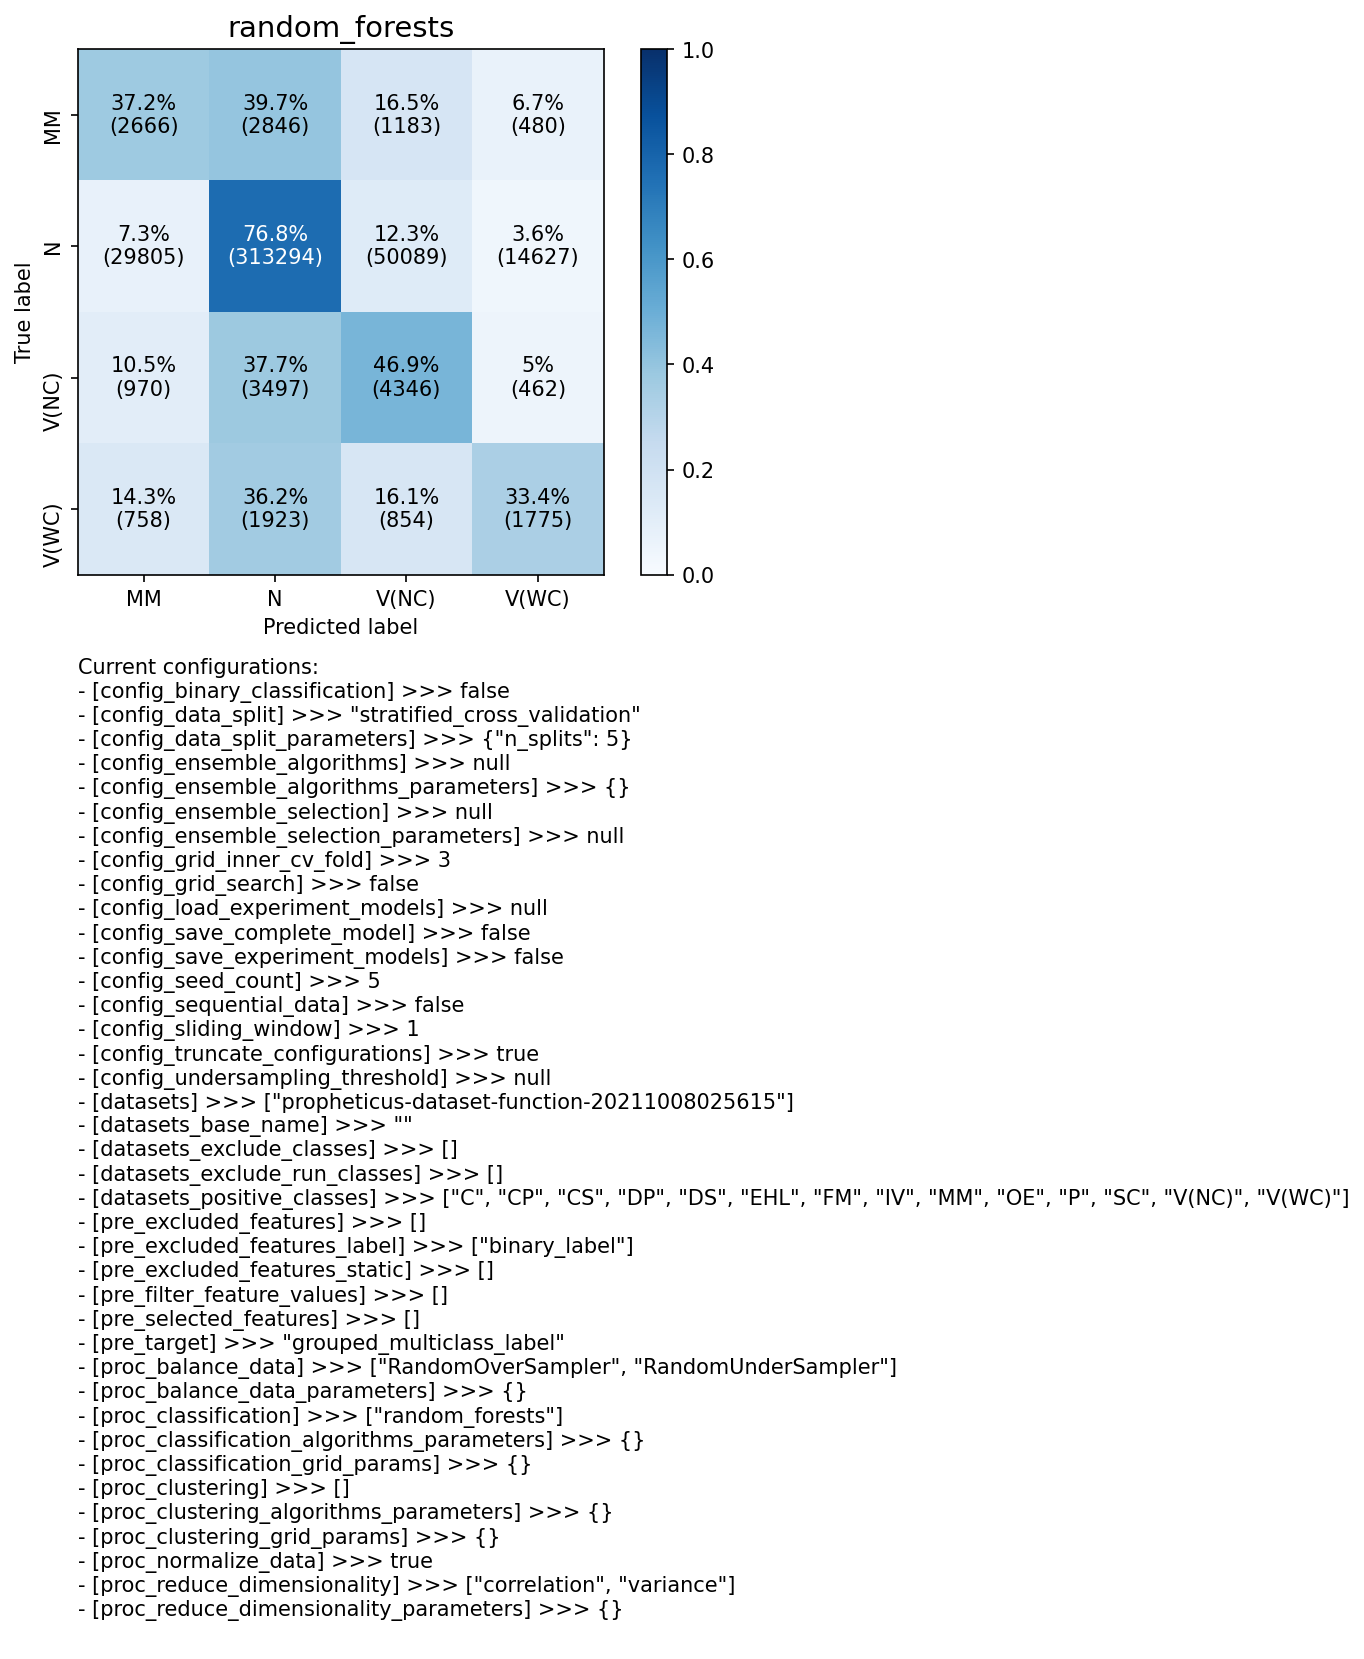 random_forests
37.2% 39.7% 16.5% 6.7%
(2666) (2846) (1183) (480)
7.3% 76.8% 12.3% 3.6%
(29805) (313294) (50089) (14627)
10.5% 37.7% 46.9% 5%
(970) (3497) (4346) (462)
14.3% 36.2% 16.1% 33.4%
(758) (1923) (854) (1775)
MM
N
V(NC)
V(WC)
True label
MM N V(NC) V(WC)
Predicted label
1.0
0.8
0.6
0.4
0.2
0.0
Current configurations:
- [config_binary_classification] >>> false
- [config_data_split] >>> "stratified_cross_validation"
- [config_data_split_parameters] >>> {"n_splits": 5}
- [config_ensemble_algorithms] >>> null
- [config_ensemble_algorithms_parameters] >>> {}
- [config_ensemble_selection] >>> null
- [config_ensemble_selection_parameters] >>> null
- [config_grid_inner_cv_fold] >>> 3
- [config_grid_search] >>> false
- [config_load_experiment_models] >>> null
- [config_save_complete_model] >>> false
- [config_save_experiment_models] >>> false
- [config_seed_count] >>> 5
- [config_sequential_data] >>> false
- [config_sliding_window] >>> 1
- [config_truncate_configurations] >>> true
- [config_undersampling_threshold] >>> null
- [datasets] >>> ["propheticus-dataset-function-20211008025615"]
- [datasets_base_name] >>> ""
- [datasets_exclude_classes] >>> []
- [datasets_exclude_run_classes] >>> []
- [datasets_positive_classes] >>> ["C", "CP", "CS", "DP", "DS", "EHL", "FM", "IV", "MM", "OE", "P", "SC", "V(NC)", "V(WC)"]
- [pre_excluded_features] >>> []
- [pre_excluded_features_label] >>> ["binary_label"]
- [pre_excluded_features_static] >>> []
- [pre_filter_feature_values] >>> []
- [pre_selected_features] >>> []
- [pre_target] >>> "grouped_multiclass_label"
- [proc_balance_data] >>> ["RandomOverSampler", "RandomUnderSampler"]
- [proc_balance_data_parameters] >>> {}
- [proc_classification] >>> ["random_forests"]
- [proc_classification_algorithms_parameters] >>> {}
- [proc_classification_grid_params] >>> {}
- [proc_clustering] >>> []
- [proc_clustering_algorithms_parameters] >>> {}
- [proc_clustering_grid_params] >>> {}
- [proc_normalize_data] >>> true
- [proc_reduce_dimensionality] >>> ["correlation", "variance"]
- [proc_reduce_dimensionality_parameters] >>> {}